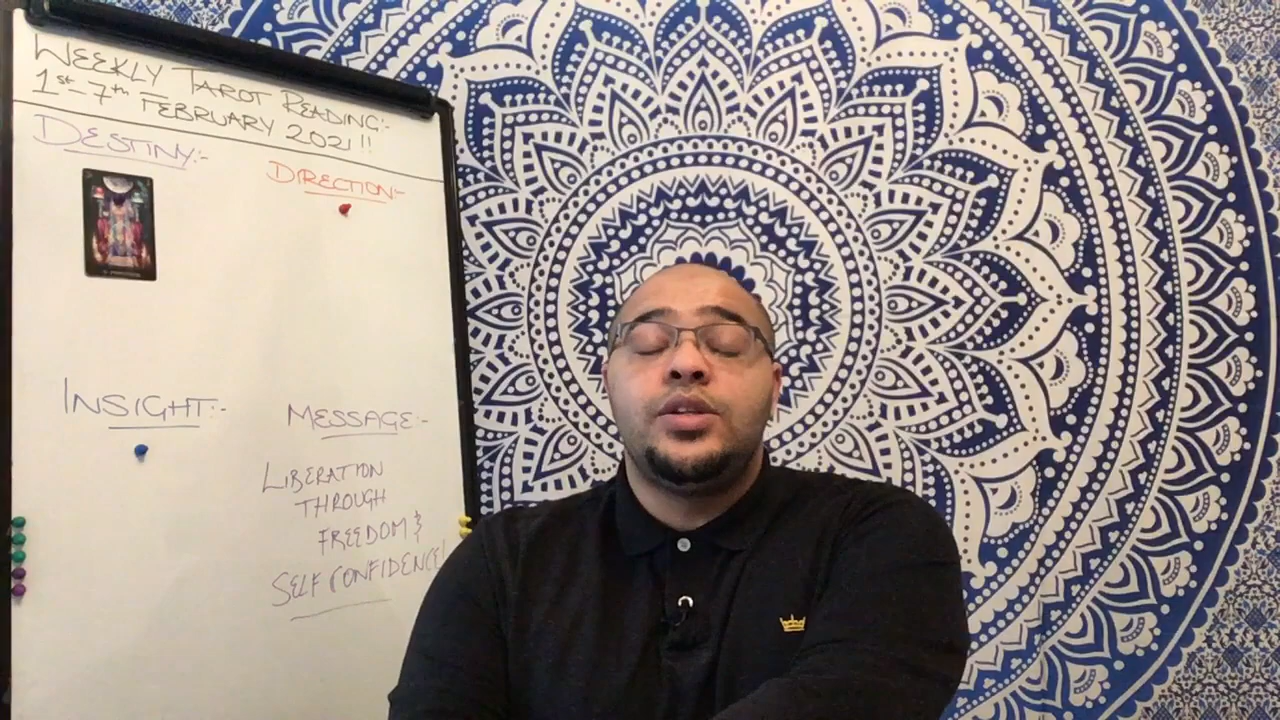 WEEKLY TAROT READING:-
1st-7th FEBRUARY 2021!!
DESTINY:-
DIRECTION:-
INSIGHT:-
MESSAGE:-
LIBERATION
THROUGH
FREEDOM &
SELF CONFIDENCE!